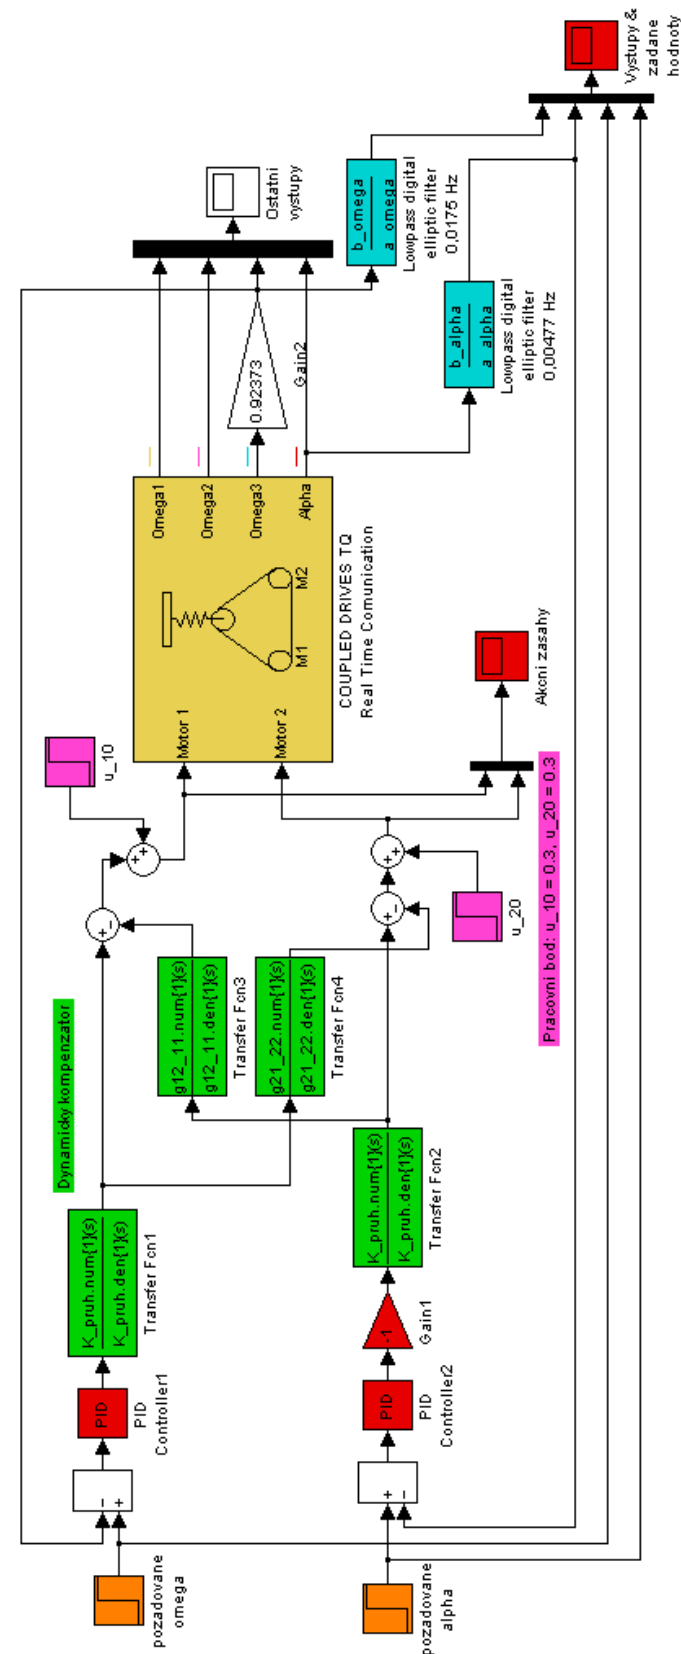 pozadovane
omega
PID
PID
Controller1
K_pruh.num{1}(s)
K_pruh.den{1}(s)
Transfer Fcn1
Dynamicky kompenzator
u_10
Motor 1
Omega1
Omega2
Omega3
Alpha
M1
M2
Motor 2
COUPLED DRIVES TQ
Real Time Comunication
0.92373
Gain2
Ostatni
vystupy
b_omega
a_omega
Lowpass digital
elliptic filter
0,0175 Hz
b_alpha
a_alpha
Lowpass digital
elliptic filter
0,00477 Hz
Vystupy &
zadane
hodnoty
g12_11.num{1}(s)
g12_11.den{1}(s)
Transfer Fcn3
g21_22.num{1}(s)
g21_22.den{1}(s)
Transfer Fcn4
pozadovane
alpha
PID
PID
Controller2
-1
Gain1
K_pruh.num{1}(s)
K_pruh.den{1}(s)
Transfer Fcn2
u_20
Akcni zasahy
Pracovni bod: u_10 = 0.3, u_20 = 0.3